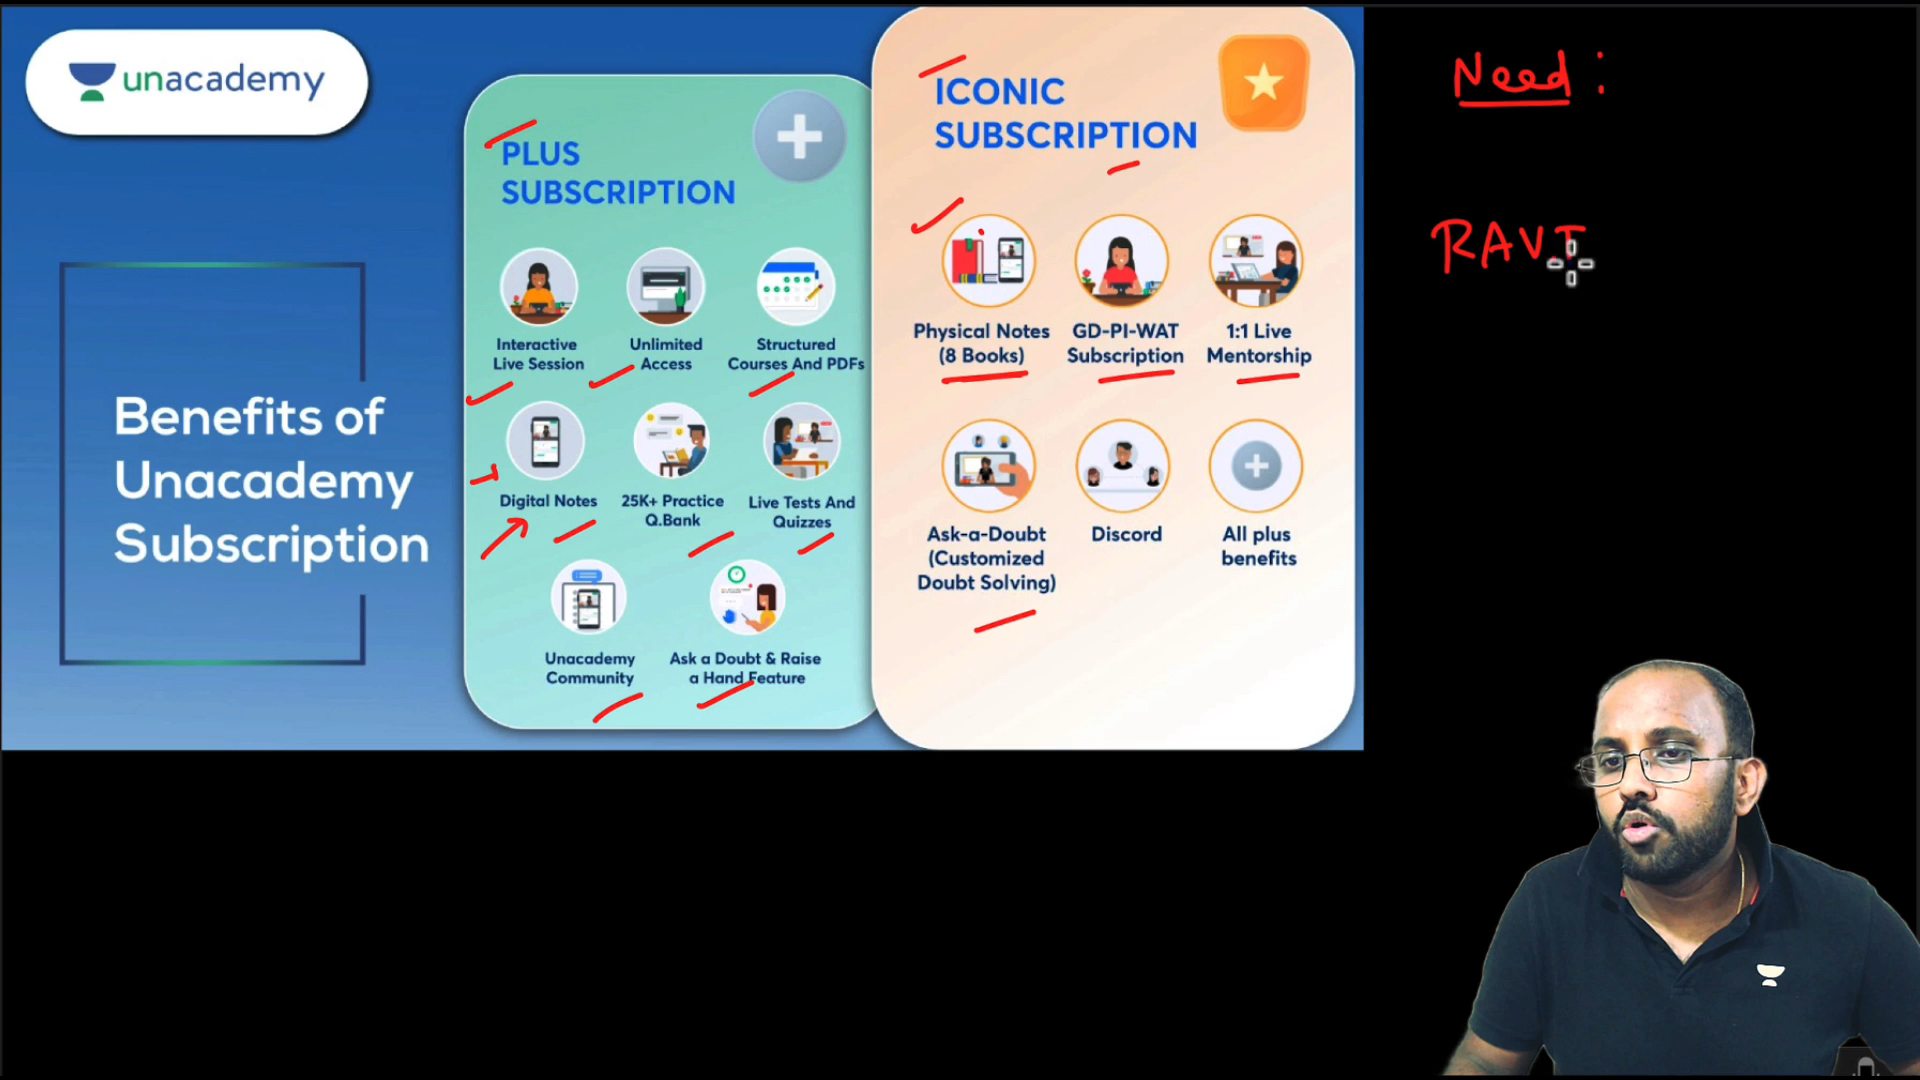 unacademy
Benefits of
Unacademy
Subscription
PLUS
SUBSCRIPTION
Interactive
Live Session
Unlimited
Access
Structured
Courses And PDFs
Digital Notes
25K+ Practice
Q.Bank
Live Tests And
Quizzes
Unacademy
Community
Ask a Doubt & Raise
a Hand Feature
ICONIC
SUBSCRIPTION
Physical Notes
(8 Books)
GD-PI-WAT
Subscription
1:1 Live
Mentorship
Ask-a-Doubt
(Customized
Doubt Solving)
Discord
All plus
benefits
Need :
RAVI